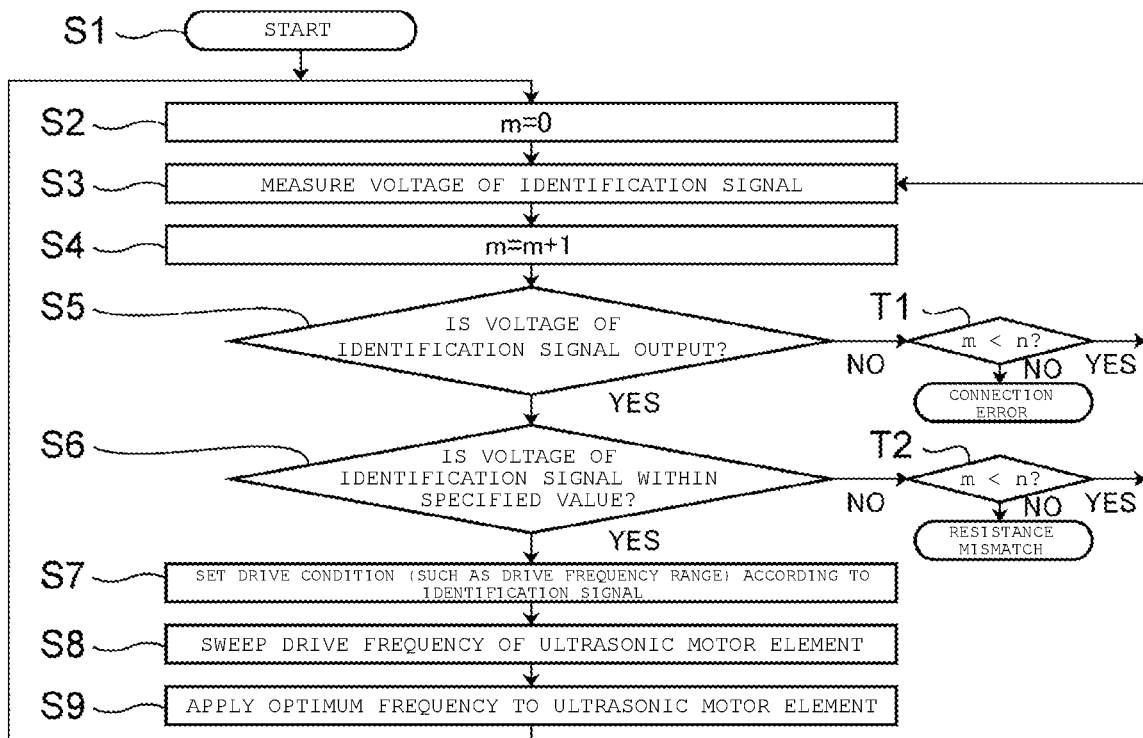 S1
START
S2
m=0
S3
MEASURE VOLTAGE OF IDENTIFICATION SIGNAL
S4
m=m+1
S5
IS VOLTAGE OF
IDENTIFICATION SIGNAL OUTPUT?
NO
YES
T1
m < n?
NO
YES
CONNECTION
ERROR
S6
IS VOLTAGE OF
IDENTIFICATION SIGNAL WITHIN
SPECIFIED VALUE?
NO
YES
T2
m < n?
NO
YES
RESISTANCE
MISMATCH
S7
SET DRIVE CONDITION (SUCH AS DRIVE FREQUENCY RANGE) ACCORDING TO
IDENTIFICATION SIGNAL
S8
SWEEP DRIVE FREQUENCY OF ULTRASONIC MOTOR ELEMENT
S9
APPLY OPTIMUM FREQUENCY TO ULTRASONIC MOTOR ELEMENT